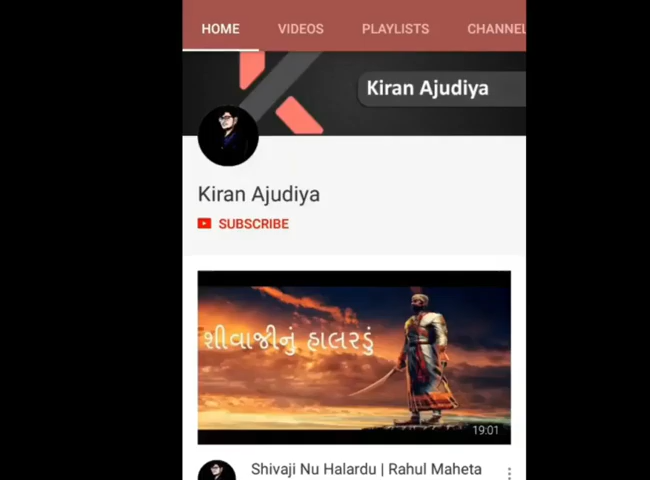 HOME VIDEOS PLAYLISTS CHANNEL
Kiran Ajudiya
Kiran Ajudiya
SUBSCRIBE
શીવાજીનું હાલરડું
19:01
Shivaji Nu Halardu | Rahul Maheta